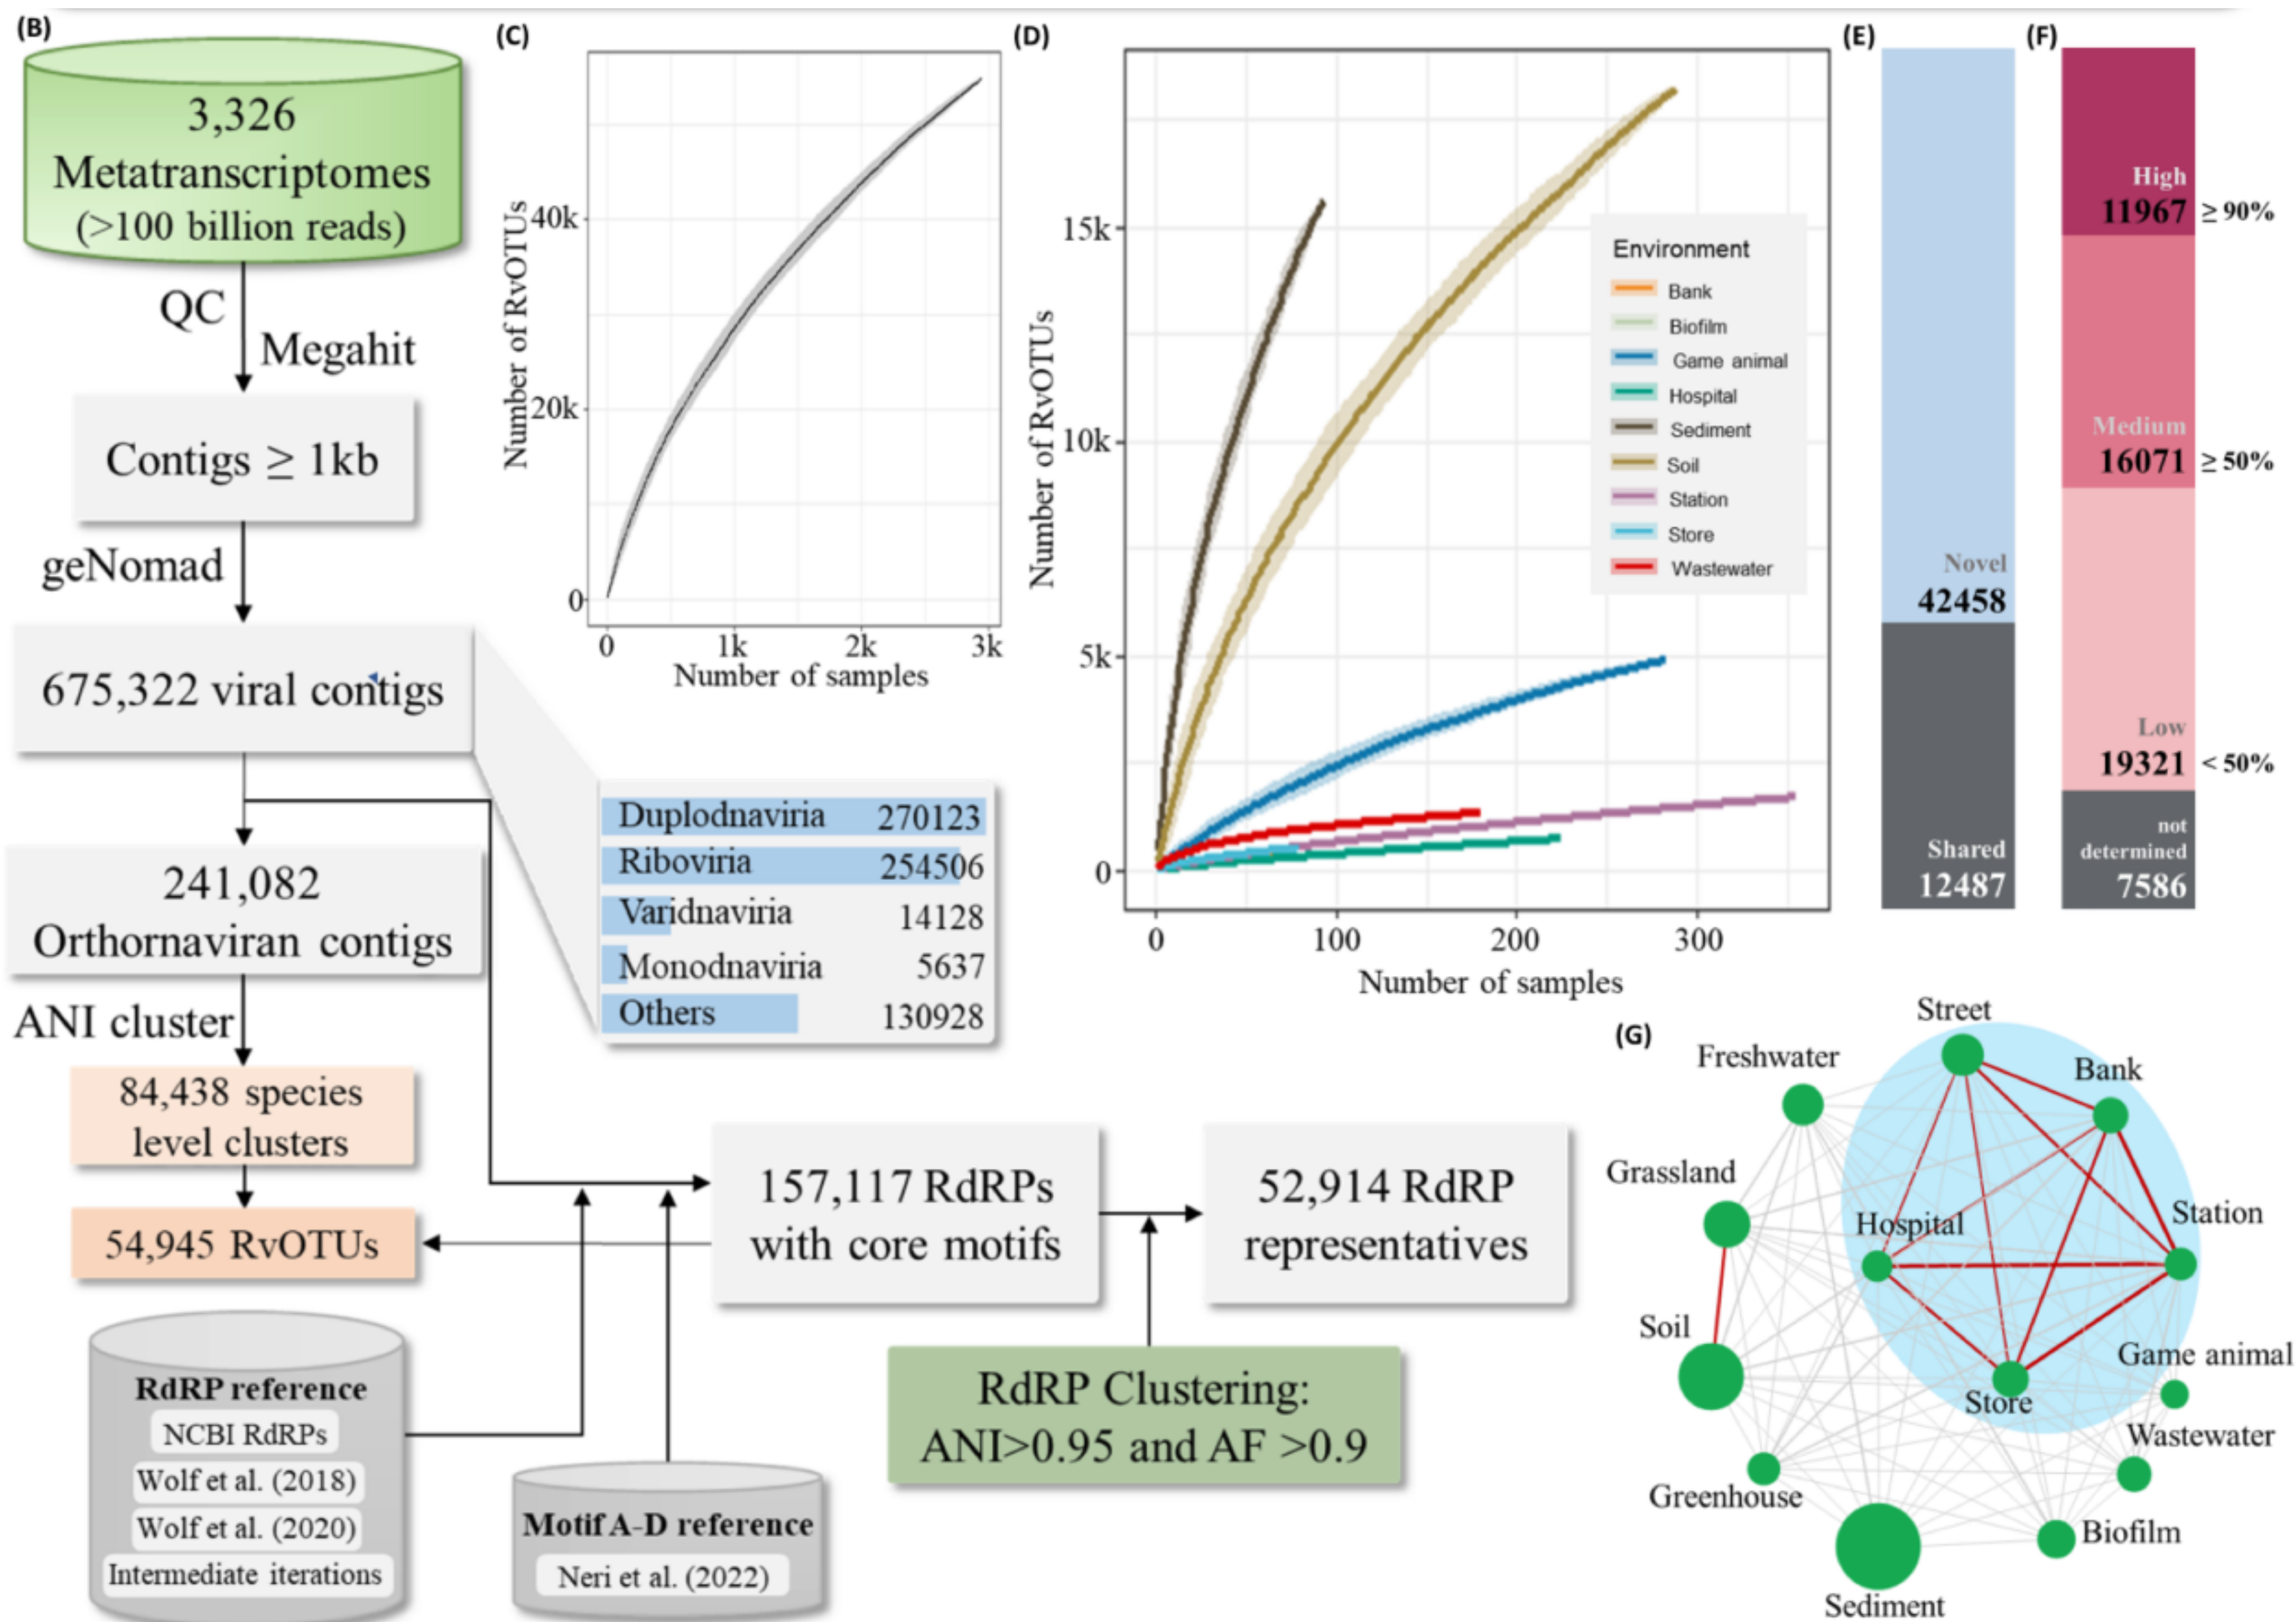 (B)
3,326
Metatranscriptomes
(>100 billion reads)
QC
Megahit
Contigs ≥ 1kb
geNomad
675,322 viral contigs
Duplodnaviria 270123
Riboviria 254506
Varidnaviria 14128
Monodnaviria 5637
Others 130928
241,082
Orthornaviran contigs
ANI cluster
84,438 species
level clusters
54,945 RvOTUs
157,117 RdRPs
with core motifs
52,914 RdRP
representatives
RdRP Clustering:
ANI>0.95 and AF >0.9
RdRP reference
NCBI RdRPs
Wolf et al. (2018)
Wolf et al. (2020)
Intermediate iterations
Motif A-D reference
Neri et al. (2022)
(C)
Number of RvOTUs
40k
20k
0
0 1k 2k 3k
Number of samples
(D)
Number of RvOTUs
15k
10k
5k
0
0 100 200 300
Number of samples
Environment
Bank
Biofilm
Game animal
Hospital
Sediment
Soil
Station
Store
Wastewater
(E)
Novel
42458
Shared
12487
(F)
High
11967 ≥ 90%
Medium
16071 ≥ 50%
Low
19321 < 50%
not
determined
7586
(G)
Street
Freshwater
Bank
Grassland
Station
Hospital
Soil
Game animal
Store
Wastewater
Greenhouse
Biofilm
Sediment